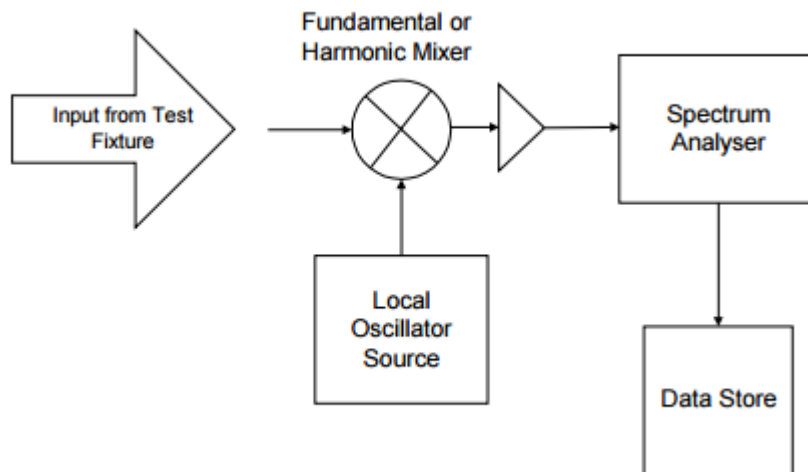 Fundamental or
Harmonic Mixer
Input from Test
Fixture
Spectrum
Analyser
Local
Oscillator
Source
Data Store